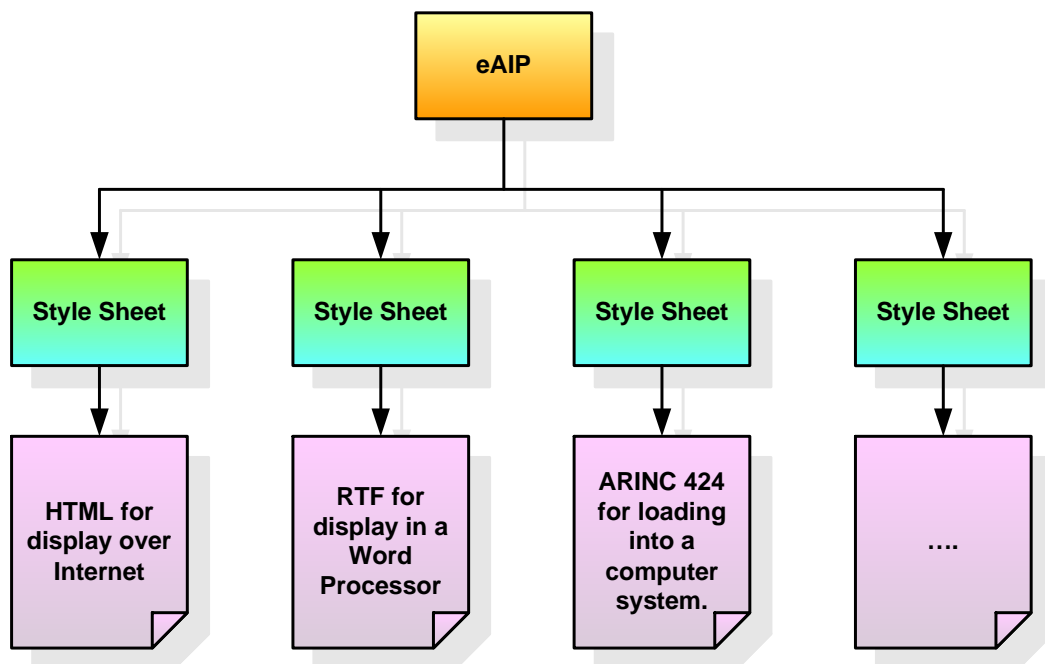 eAIP
Style Sheet
Style Sheet
Style Sheet
Style Sheet
HTML for
display over
Internet
RTF for
display in a
Word
Processor
ARINC 424
for loading
into a
computer
system.
....